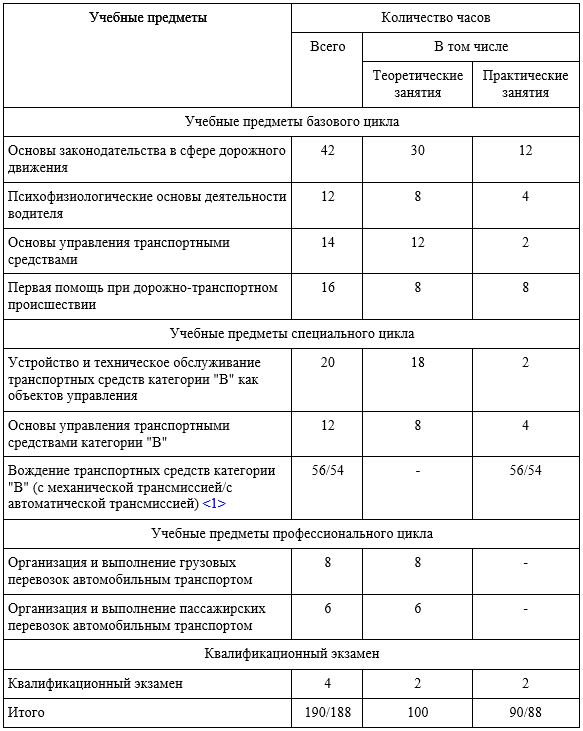 Учебные предметы Количество часов
Всего В том числе
Теоретические занятия Практические занятия
Учебные предметы базового цикла
Основы законодательства в сфере дорожного 42 30 12
движения
Психофизиологические основы деятельности 12 8 4
водителя
Основы управления транспортными 14 12 2
средствами
Первая помощь при дорожно-транспортном 16 8 8
происшествии
Учебные предметы специального цикла
Устройство и техническое обслуживание 20 18 2
транспортных средств категории "B" как
объектов управления
Основы управления транспортными 12 8 4
средствами категории "B"
Вождение транспортных средств категории 56/54 - 56/54
"B" (с механической трансмиссией/с
автоматической трансмиссией) <1>
Учебные предметы профессионального цикла
Организация и выполнение грузовых 8 8 -
перевозок автомобильным транспортом
Организация и выполнение пассажирских 6 6 -
перевозок автомобильным транспортом
Квалификационный экзамен
Квалификационный экзамен 4 2 2
Итого 190/188 100 90/88